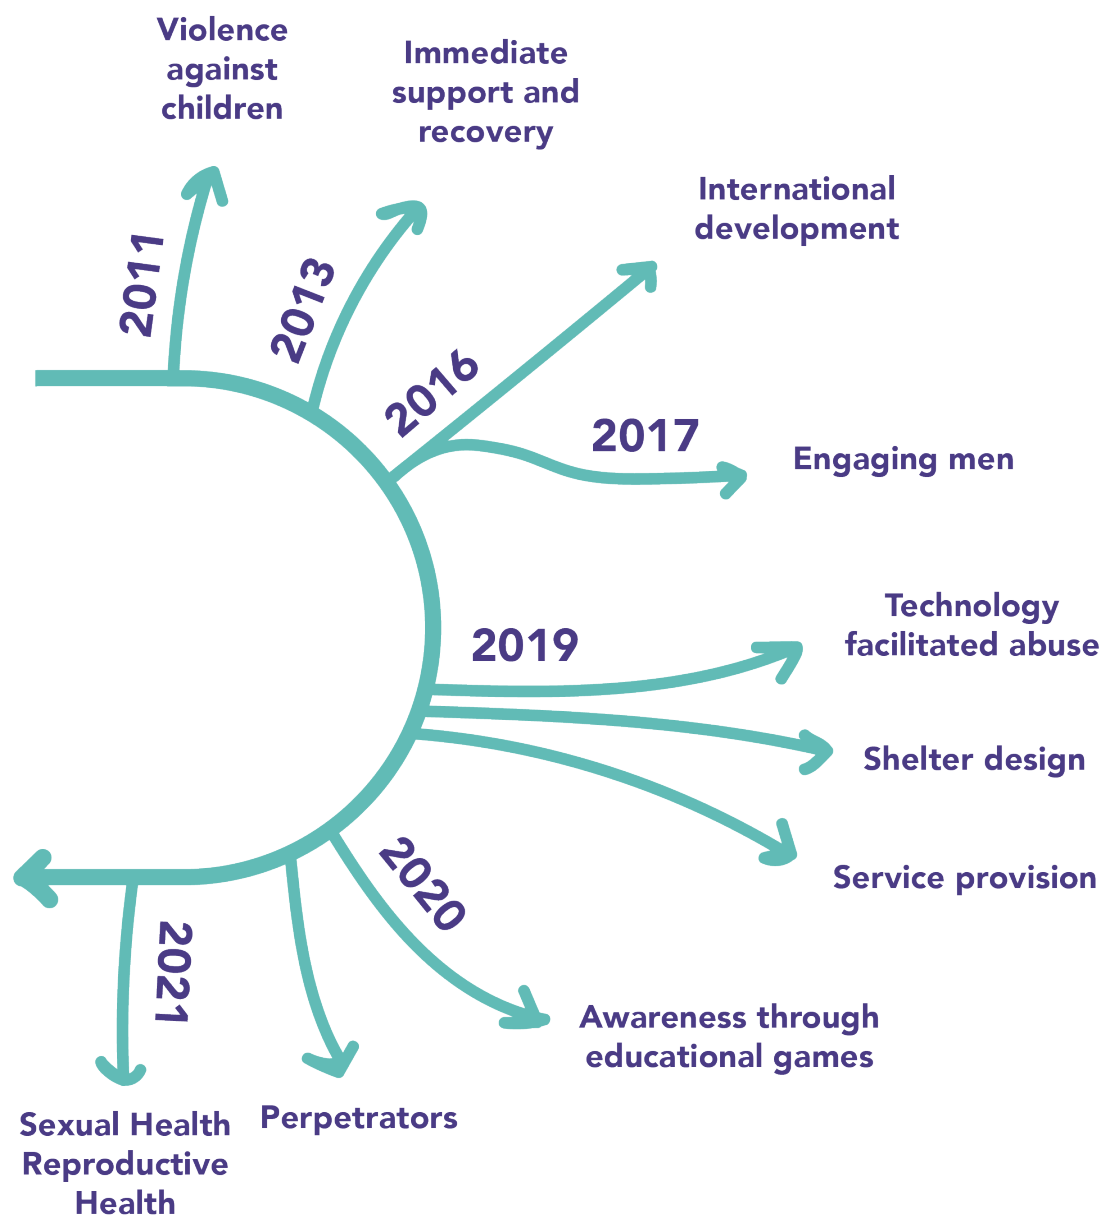 Violence
against
children
2011
Immediate
support and
recovery
2013
International
development
2016
2017
Engaging men
2019
Technology
facilitated abuse
Shelter design
Service provision
2020
Awareness through
educational games
Perpetrators
2021
Sexual Health
Reproductive
Health